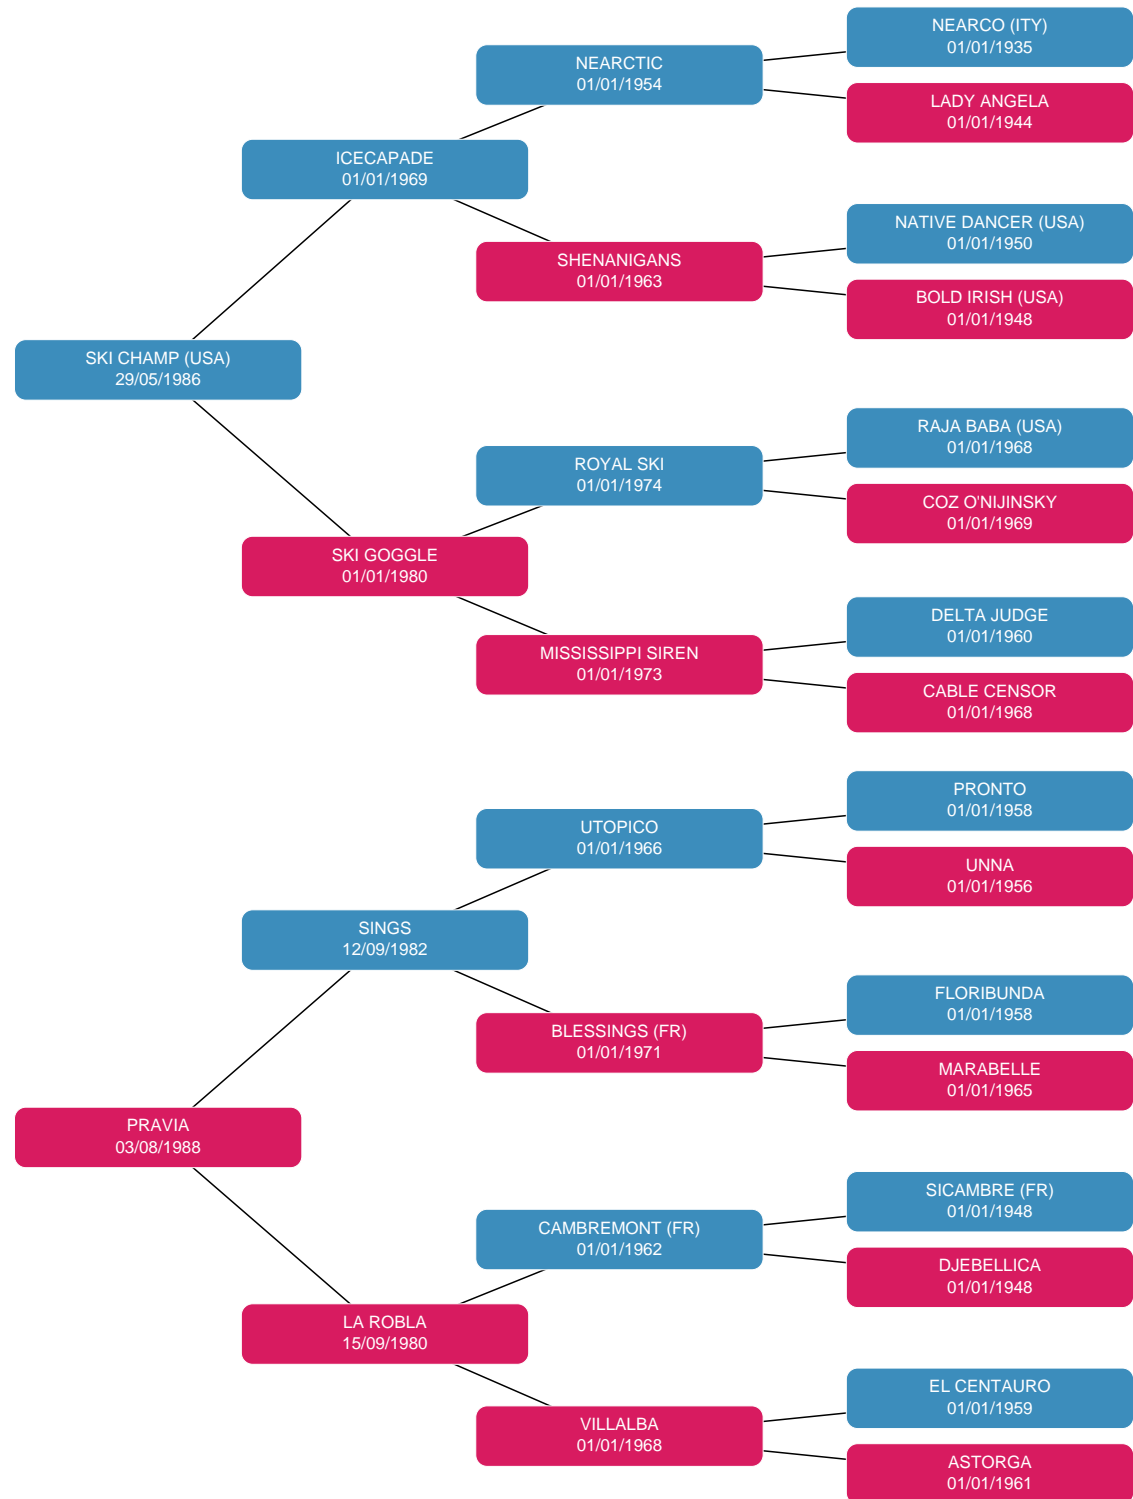 NEARCO (ITY)
01/01/1935
NEARCTIC
01/01/1954
LADY ANGELA
01/01/1944
ICECAPADE
01/01/1969
NATIVE DANCER (USA)
01/01/1950
SHENANIGANS
01/01/1963
BOLD IRISH (USA)
01/01/1948
SKI CHAMP (USA)
29/05/1986
RAJA BABA (USA)
01/01/1968
ROYAL SKI
01/01/1974
COZ O'NIJINSKY
01/01/1969
SKI GOGGLE
01/01/1980
DELTA JUDGE
01/01/1960
MISSISSIPPI SIREN
01/01/1973
CABLE CENSOR
01/01/1968
PRONTO
01/01/1958
UTOPICO
01/01/1966
UNNA
01/01/1956
SINGS
12/09/1982
FLORIBUNDA
01/01/1958
BLESSINGS (FR)
01/01/1971
MARABELLE
01/01/1965
PRAVIA
03/08/1988
SICAMBRE (FR)
01/01/1948
CAMBREMONT (FR)
01/01/1962
DJEBELLICA
01/01/1948
LA ROBLA
15/09/1980
EL CENTAURO
01/01/1959
VILLALBA
01/01/1968
ASTORGA
01/01/1961